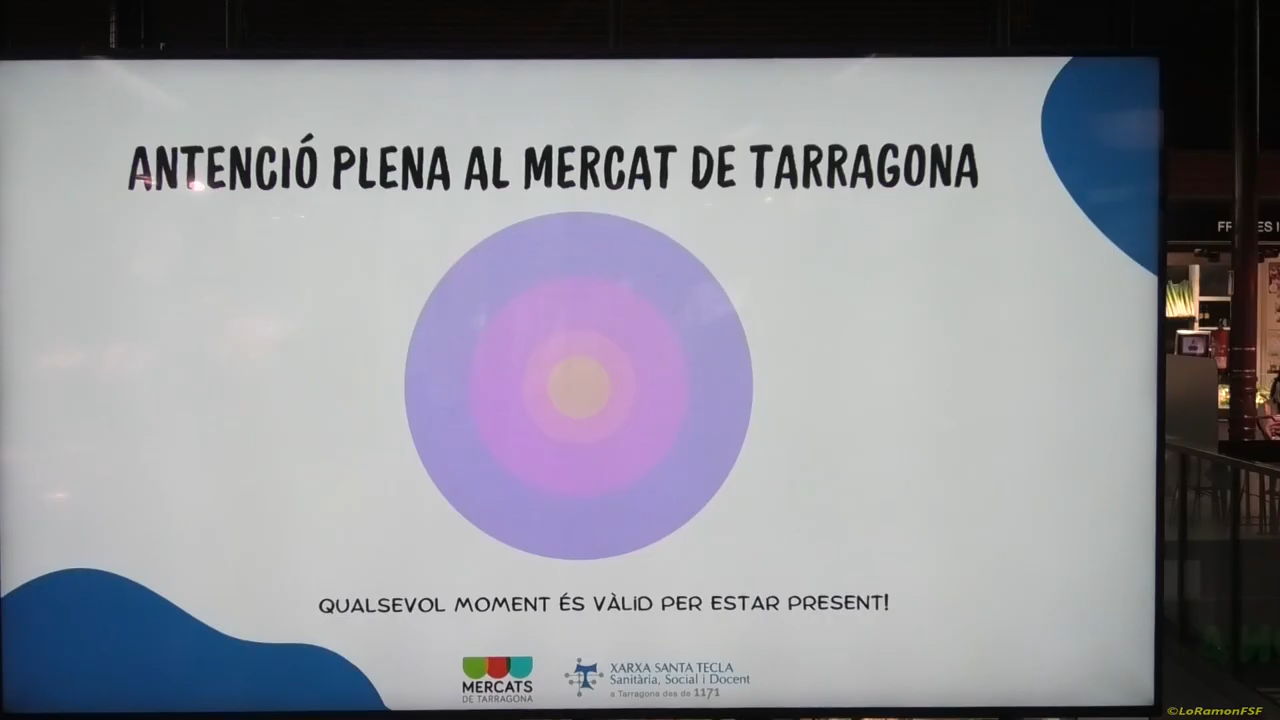 ANTENCIÓ PLENA AL MERCAT DE TARRAGONA
QUALSEVOL MOMENT ÉS VÀLID PER ESTAR PRESENT!
MERCATS
DE TARRAGONA
XARXA SANTA TECLA
Sanitària, Social i Docent
a Tarragona des de 1171
©LoRamonFSF